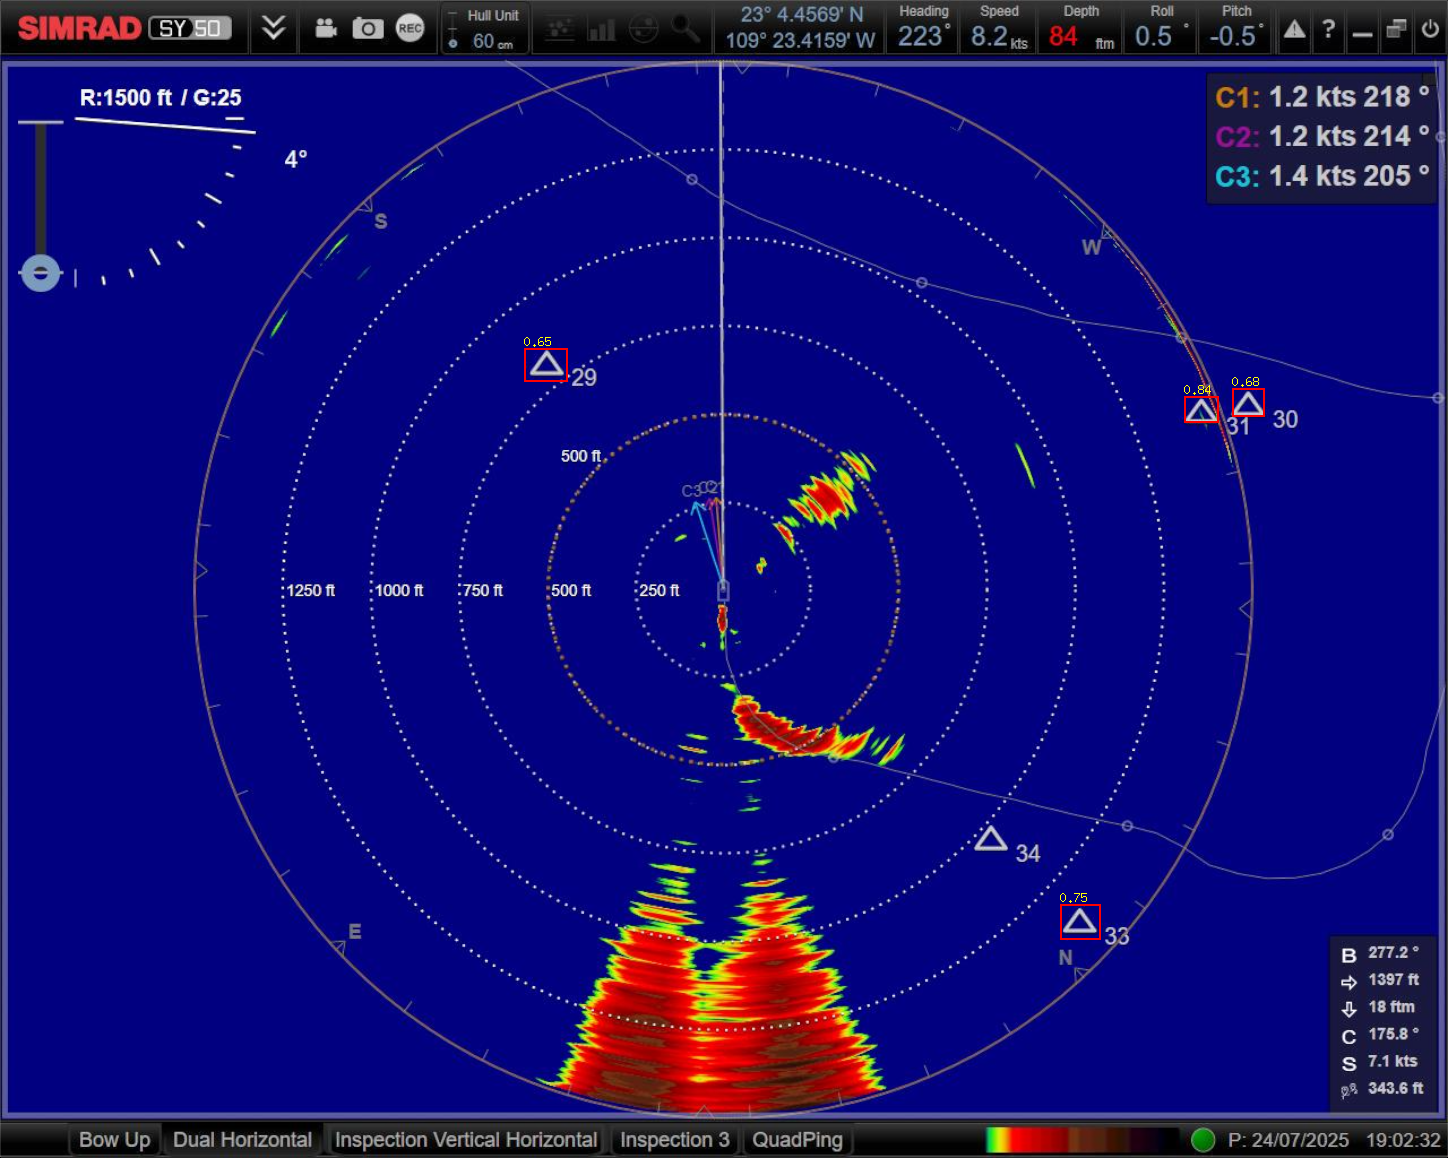 SIMRAD SY50
REC
Hull Unit
60 cm
23° 4.4569' N
109° 23.4159' W
Heading
223°
Speed
8.2 kts
Depth
84 ftm
Roll
0.5 °
Pitch
-0.5°
?
R:1500 ft / G:25
4°
C1: 1.2 kts 218 °
C2: 1.2 kts 214 °
C3: 1.4 kts 205 °
S
W
0.65
29
0.84
31
0.68
30
500 ft
C3
1250 ft
1000 ft
750 ft
500 ft
250 ft
34
0.75
33
E
N
B 277.2 °
1397 ft
18 ftm
C 175.8 °
S 7.1 kts
343.6 ft
Bow Up
Dual Horizontal
Inspection Vertical Horizontal
Inspection 3
QuadPing
P: 24/07/2025 19:02:32